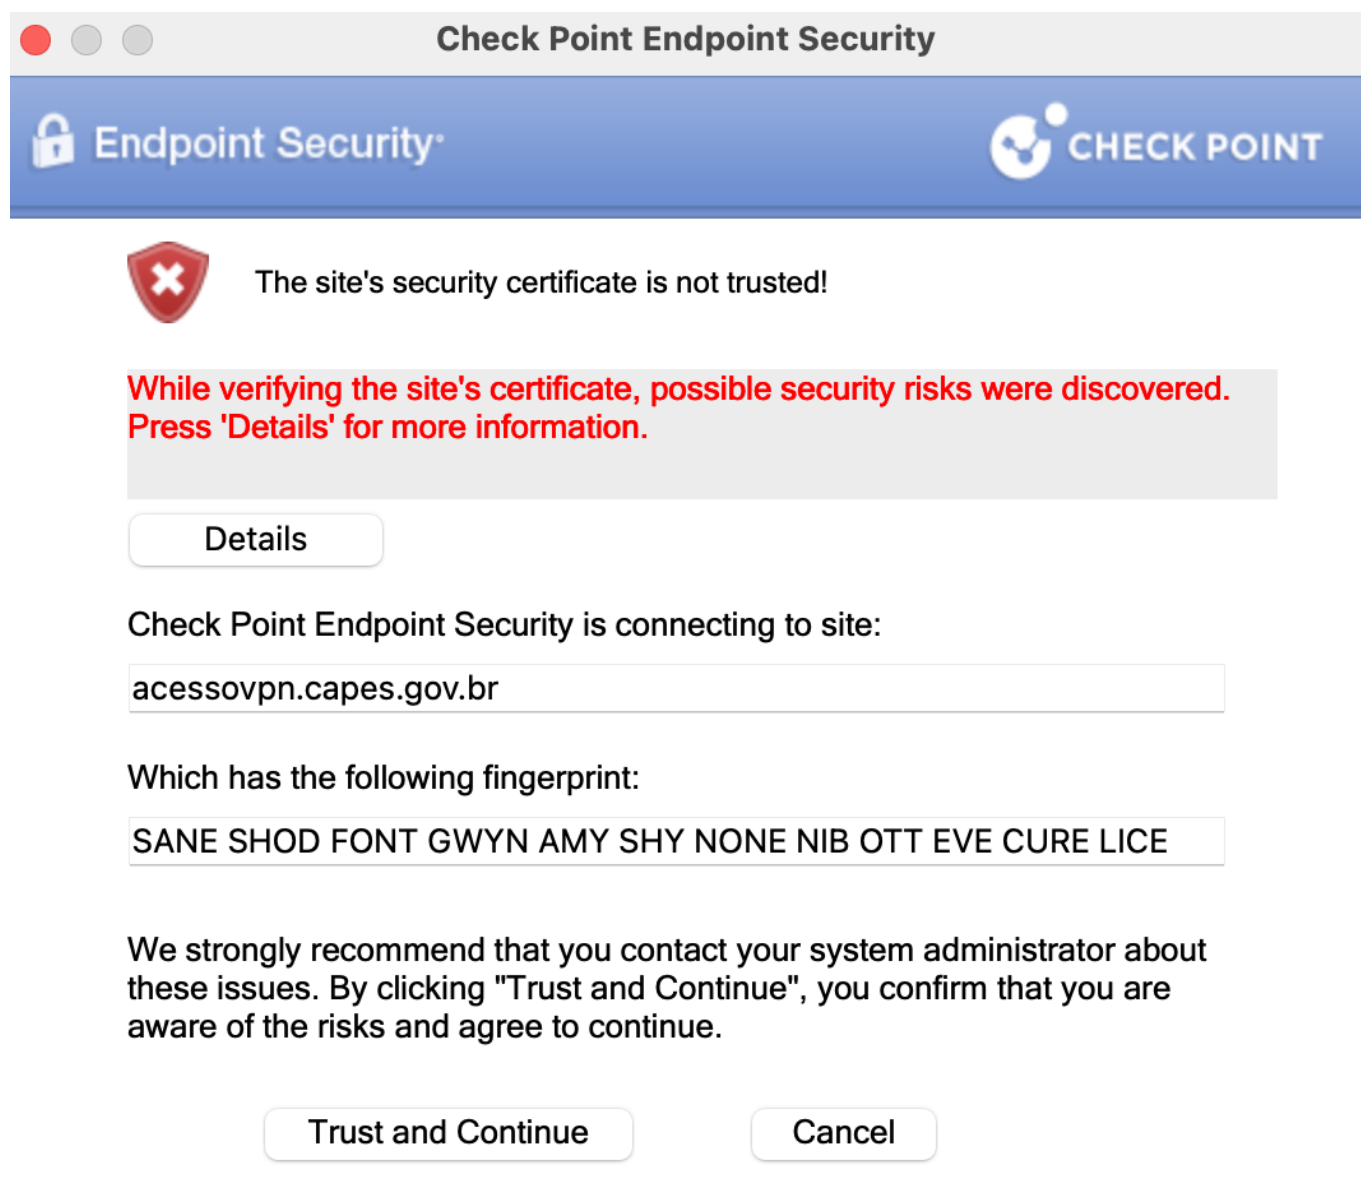 Check Point Endpoint Security
Endpoint Security
CHECK POINT
The site's security certificate is not trusted!
While verifying the site's certificate, possible security risks were discovered.
Press 'Details' for more information.
Details
Check Point Endpoint Security is connecting to site:
acessovpn.capes.gov.br
Which has the following fingerprint:
SANE SHOD FONT GWYN AMY SHY NONE NIB OTT EVE CURE LICE
We strongly recommend that you contact your system administrator about
these issues. By clicking "Trust and Continue", you confirm that you are
aware of the risks and agree to continue.
Trust and Continue
Cancel